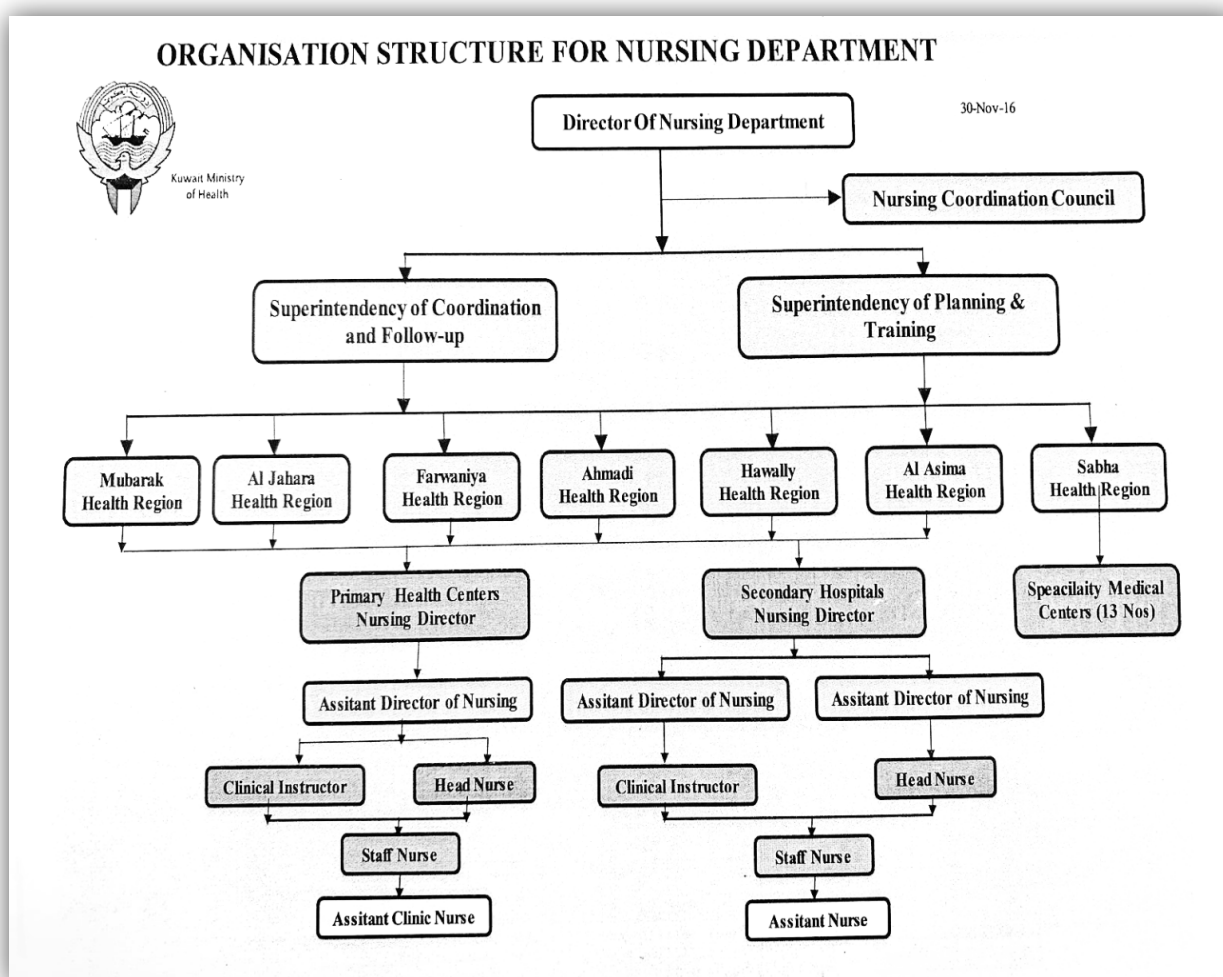 ORGANISATION STRUCTURE FOR NURSING DEPARTMENT
Kuwait Ministry
of Health
30-Nov-16
Director Of Nursing Department
Nursing Coordination Council
Superintendency of Coordination
and Follow-up
Superintendency of Planning &
Training
Mubarak
Health Region
Al Jahara
Health Region
Farwaniya
Health Region
Ahmadi
Health Region
Hawally
Health Region
Al Asima
Health Region
Sabha
Health Region
Primary Health Centers
Nursing Director
Secondary Hospitals
Nursing Director
Speacilaity Medical
Centers (13 Nos)
Assitant Director of Nursing
Assitant Director of Nursing
Assitant Director of Nursing
Clinical Instructor
Head Nurse
Clinical Instructor
Head Nurse
Staff Nurse
Staff Nurse
Assitant Clinic Nurse
Assitant Nurse